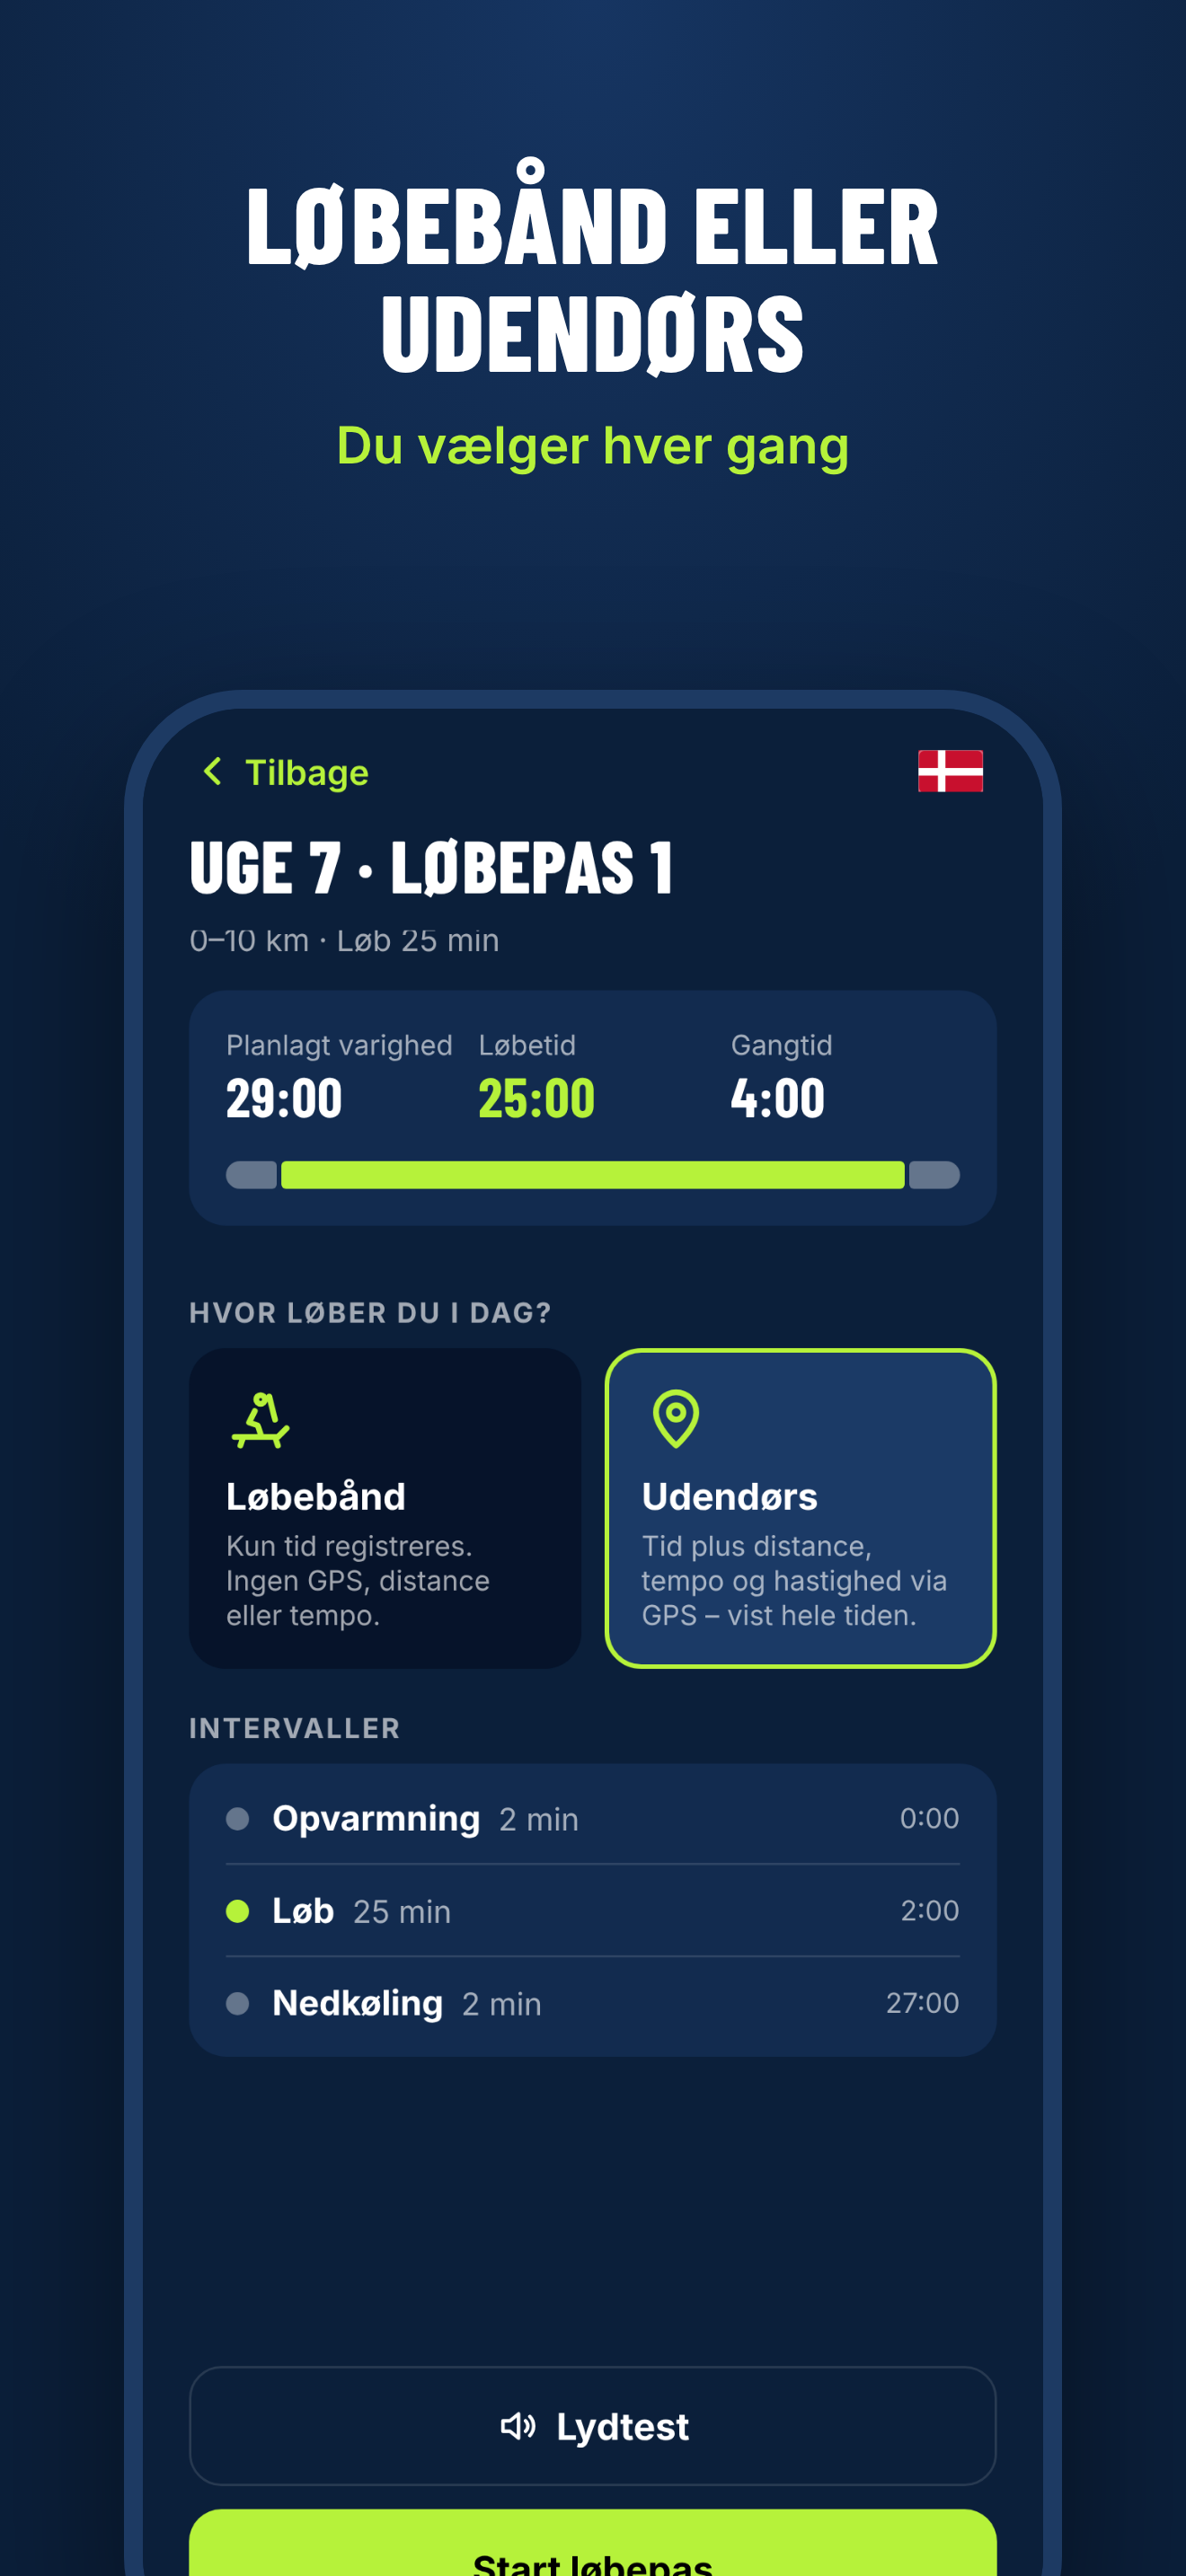 LØBEBÅND ELLER
UDENDØRS
Du vælger hver gang
Tilbage
UGE 7 · LØBEPAS 1
0–10 km · Løb 25 min
Planlagt varighed Løbetid Gangtid
29:00 25:00 4:00
HVOR LØBER DU I DAG?
Løbebånd
Kun tid registreres.
Ingen GPS, distance
eller tempo.
Udendørs
Tid plus distance,
tempo og hastighed via
GPS – vist hele tiden.
INTERVALLER
Opvarmning 2 min 0:00
Løb 25 min 2:00
Nedkøling 2 min 27:00
Lydtest
Start løbepas